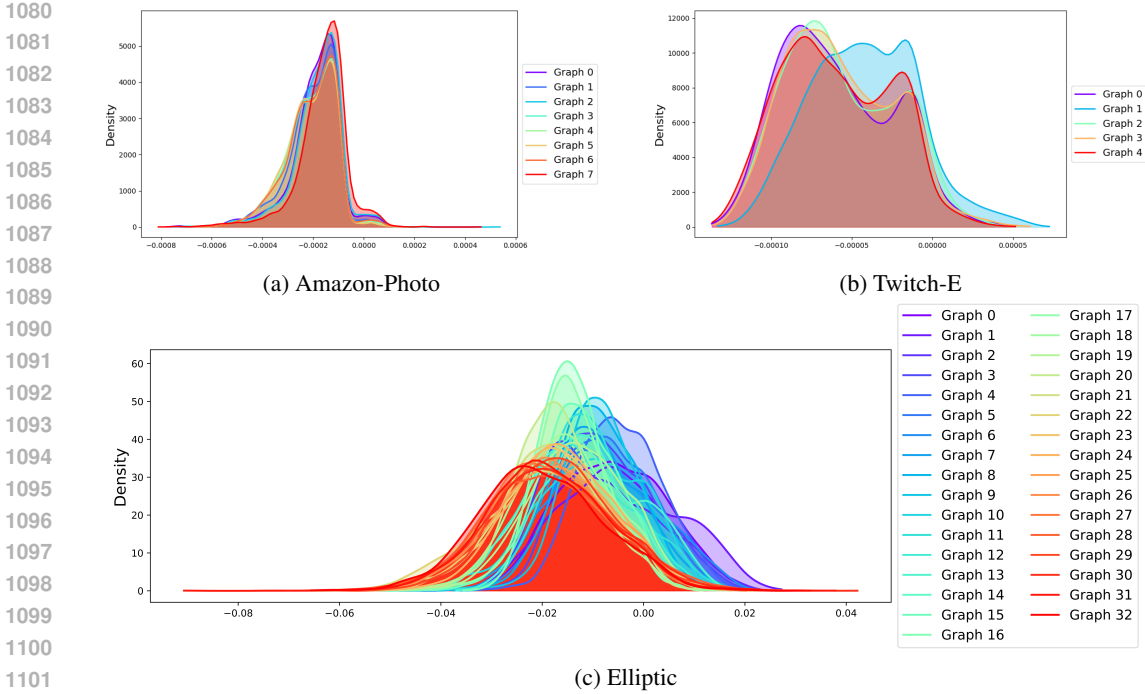 1080
1081
1082
1083
1084
1085
1086
1087
1088
1089
1090
1091
1092
1093
1094
1095
1096
1097
1098
1099
1100
1101
Density
5000
4000
3000
2000
1000
0
−0.0008 −0.0006 −0.0004 −0.0002 0.0000 0.0002 0.0004 0.0006
Graph 0
Graph 1
Graph 2
Graph 3
Graph 4
Graph 5
Graph 6
Graph 7
(a) Amazon-Photo
Density
12000
10000
8000
6000
4000
2000
0
−0.00010 −0.00005 0.00000 0.00005
Graph 0
Graph 1
Graph 2
Graph 3
Graph 4
(b) Twitch-E
Density
60
50
40
30
20
10
0
−0.08 −0.06 −0.04 −0.02 0.00 0.02 0.04
Graph 0
Graph 1
Graph 2
Graph 3
Graph 4
Graph 5
Graph 6
Graph 7
Graph 8
Graph 9
Graph 10
Graph 11
Graph 12
Graph 13
Graph 14
Graph 15
Graph 16
Graph 17
Graph 18
Graph 19
Graph 20
Graph 21
Graph 22
Graph 23
Graph 24
Graph 25
Graph 26
Graph 27
Graph 28
Graph 29
Graph 30
Graph 31
Graph 32
(c) Elliptic